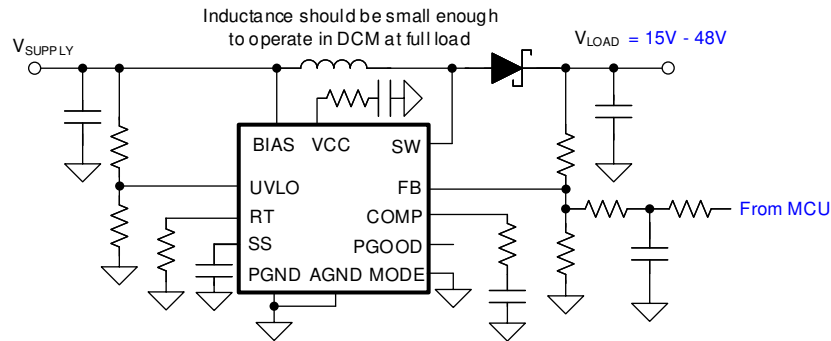 Inductance should be small enough
to operate in DCM at full load
VSUPPLY
VLOAD = 15V - 48V
BIAS VCC SW
UVLO FB
RT COMP
SS PGOOD
PGND AGND MODE
From MCU